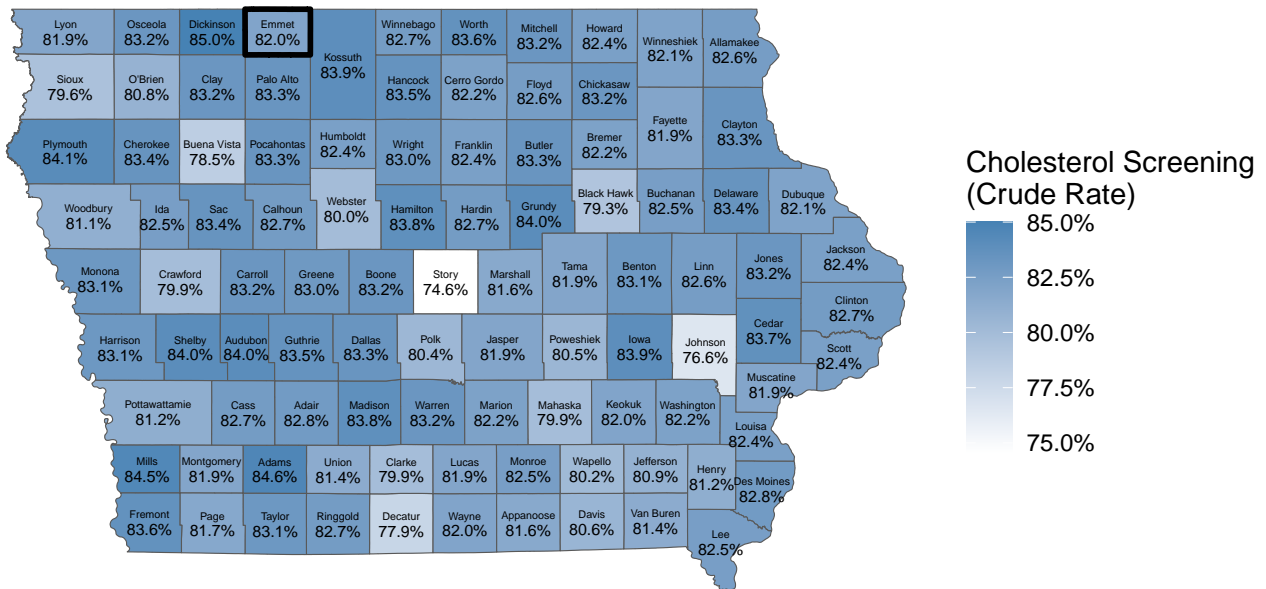 Lyon
81.9%
Osceola
83.2%
Dickinson
85.0%
Emmet
82.0%
Kossuth
83.9%
Winnebago
82.7%
Worth
83.6%
Mitchell
83.2%
Howard
82.4%
Winneshiek
82.1%
Allamakee
82.6%
Sioux
79.6%
O'Brien
80.8%
Clay
83.2%
Palo Alto
83.3%
Hancock
83.5%
Cerro Gordo
82.2%
Floyd
82.6%
Chickasaw
83.2%
Fayette
81.9%
Clayton
83.3%
Plymouth
84.1%
Cherokee
83.4%
Buena Vista
78.5%
Pocahontas
83.3%
Humboldt
82.4%
Wright
83.0%
Franklin
82.4%
Butler
83.3%
Bremer
82.2%
Woodbury
81.1%
Ida
82.5%
Sac
83.4%
Calhoun
82.7%
Webster
80.0%
Hamilton
83.8%
Hardin
82.7%
Grundy
84.0%
Black Hawk
79.3%
Buchanan
82.5%
Delaware
83.4%
Dubuque
82.1%
Monona
83.1%
Crawford
79.9%
Carroll
83.2%
Greene
83.0%
Boone
83.2%
Story
74.6%
Marshall
81.6%
Tama
81.9%
Benton
83.1%
Linn
82.6%
Jones
83.2%
Jackson
82.4%
Clinton
82.7%
Harrison
83.1%
Shelby
84.0%
Audubon
84.0%
Guthrie
83.5%
Dallas
83.3%
Polk
80.4%
Jasper
81.9%
Poweshiek
80.5%
Iowa
83.9%
Johnson
76.6%
Cedar
83.7%
Scott
82.4%
Muscatine
81.9%
Pottawattamie
81.2%
Cass
82.7%
Adair
82.8%
Madison
83.8%
Warren
83.2%
Marion
82.2%
Mahaska
79.9%
Keokuk
82.0%
Washington
82.2%
Louisa
82.4%
Mills
84.5%
Montgomery
81.9%
Adams
84.6%
Union
81.4%
Clarke
79.9%
Lucas
81.9%
Monroe
82.5%
Wapello
80.2%
Jefferson
80.9%
Henry
81.2%
Des Moines
82.8%
Fremont
83.6%
Page
81.7%
Taylor
83.1%
Ringgold
82.7%
Decatur
77.9%
Wayne
82.0%
Appanoose
81.6%
Davis
80.6%
Van Buren
81.4%
Lee
82.5%
Cholesterol Screening
(Crude Rate)
85.0%
82.5%
80.0%
77.5%
75.0%